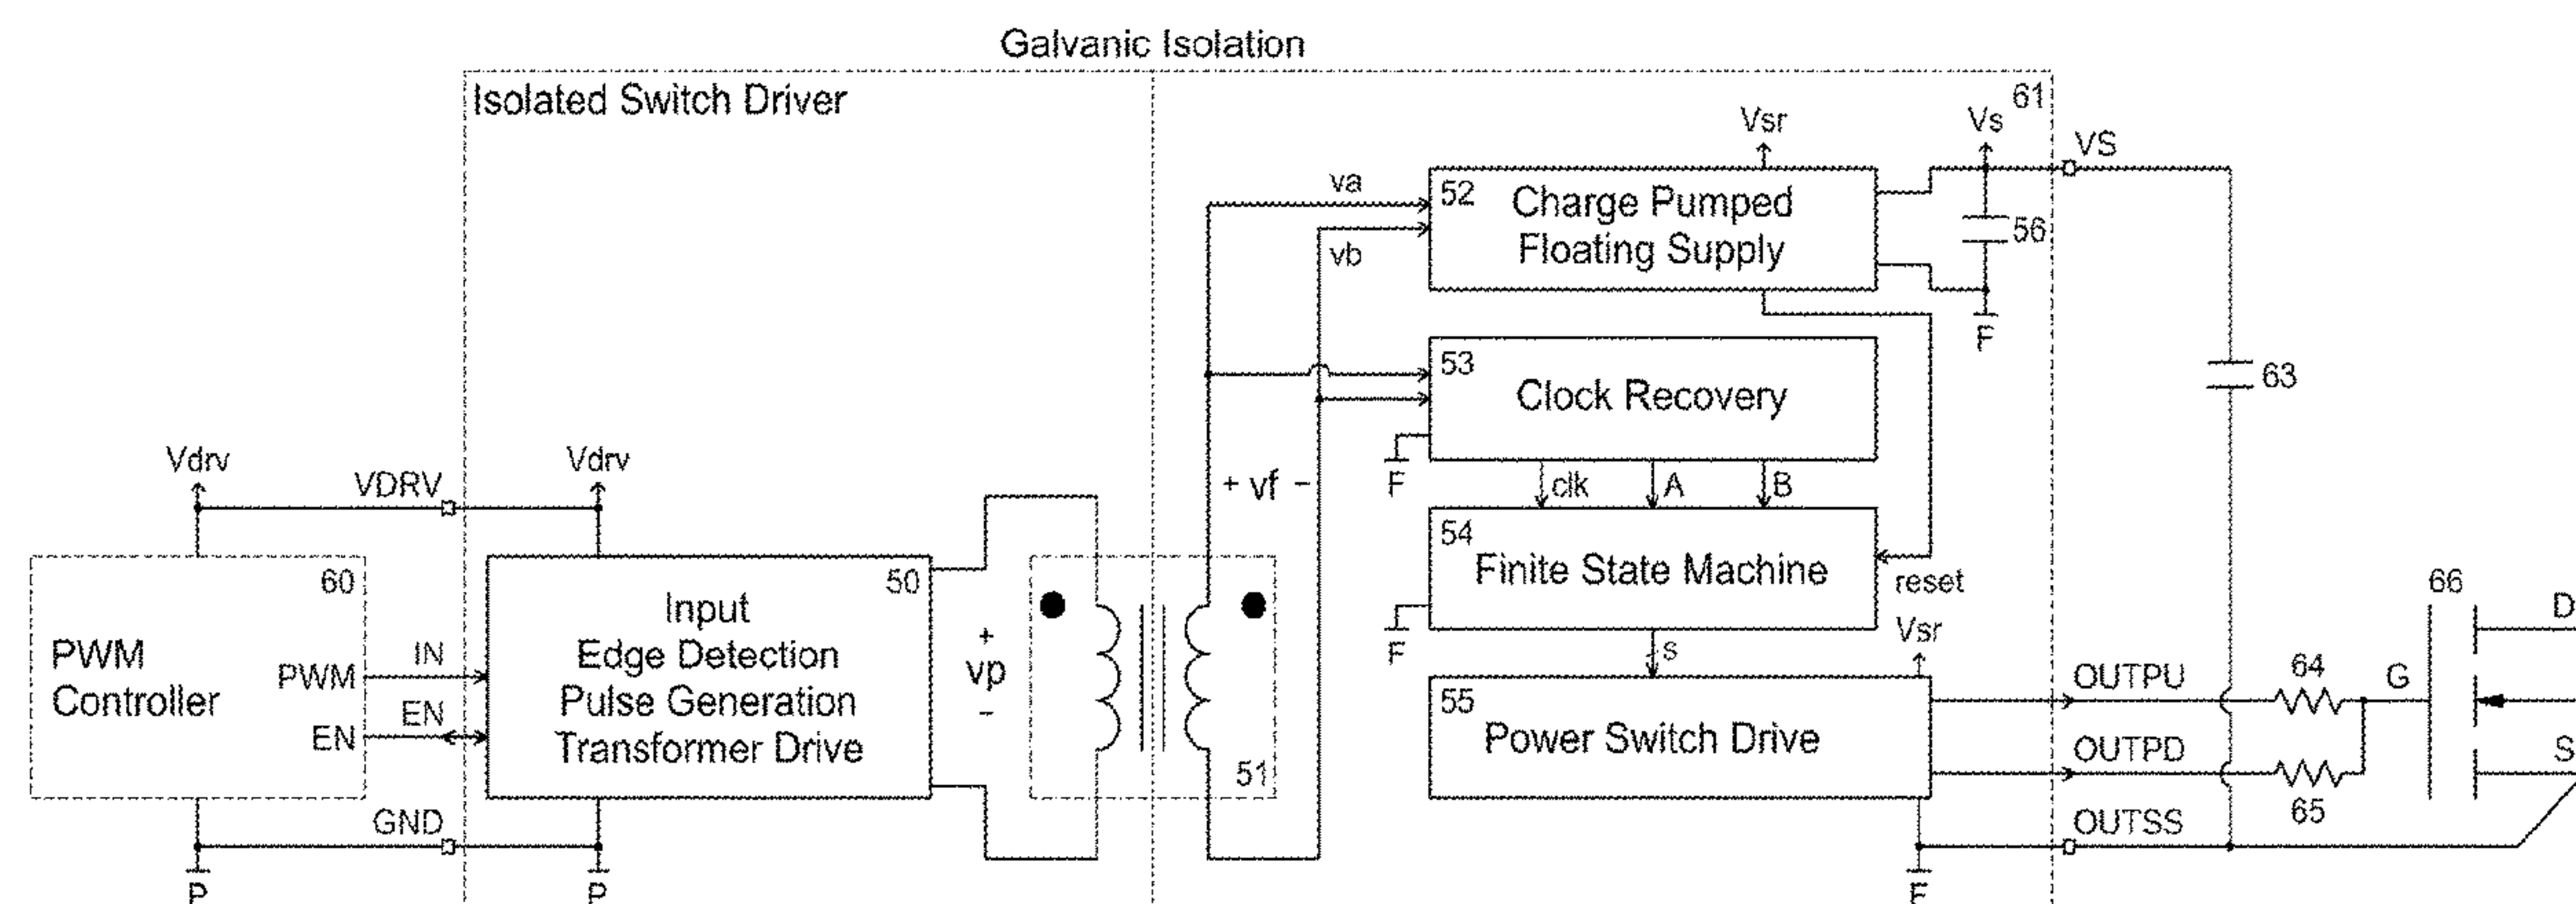 Galvanic Isolation
Isolated Switch Driver
61
Vsr
Vs
VS
va
vb
52
Charge Pumped
Floating Supply
56
F
53
Clock Recovery
63
F
+ vf −
clk
A
B
Vdrv
VDRV
Vdrv
54
Finite State Machine
reset
F
s
Vsr
60
PWM
Controller
PWM
EN
IN
EN
50
Input
Edge Detection
Pulse Generation
Transformer Drive
+
vp
−
51
55
Power Switch Drive
OUTPU
64
G
66
D
OUTPD
65
S
GND
OUTSS
P
P
F